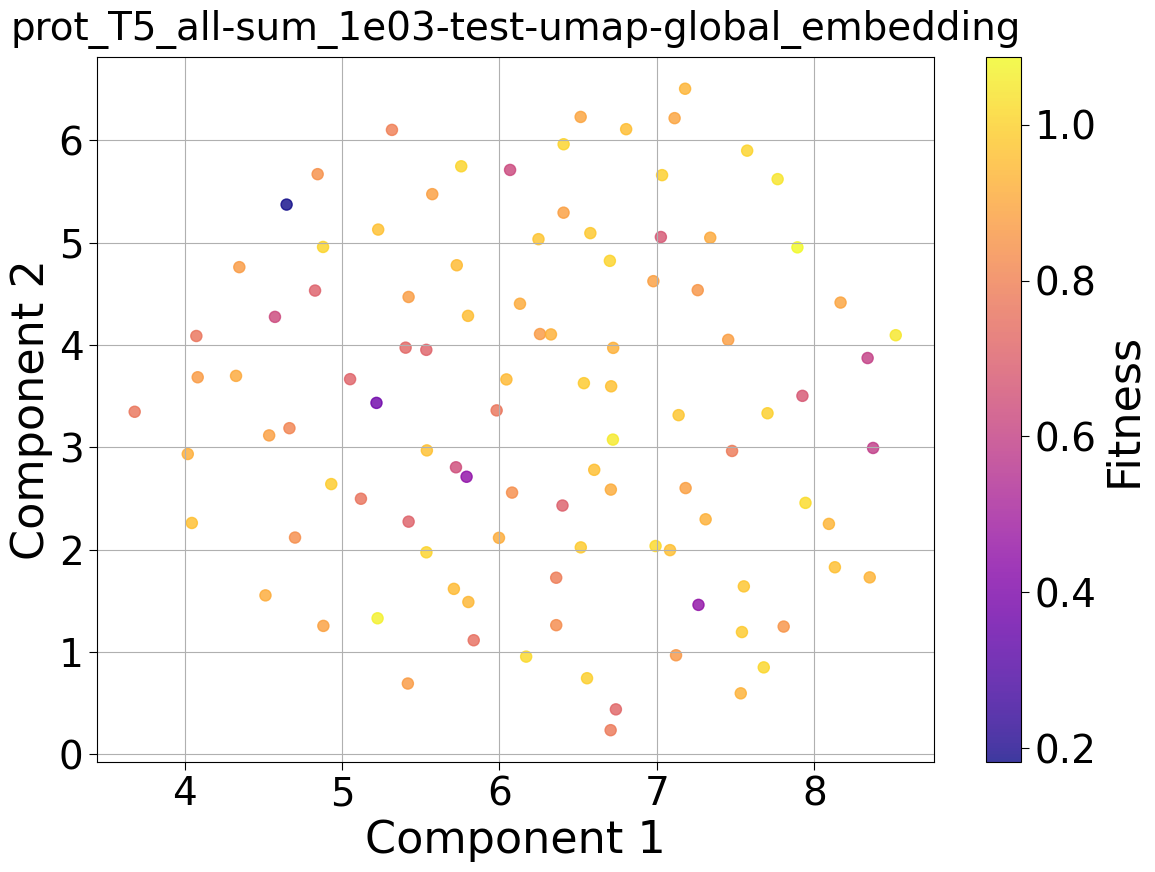 prot_T5_all-sum_1e03-test-umap-global_embedding
Component 2
6
5
4
3
2
1
0
4 5 6 7 8
Component 1
1.0
0.8
0.6
0.4
0.2
Fitness